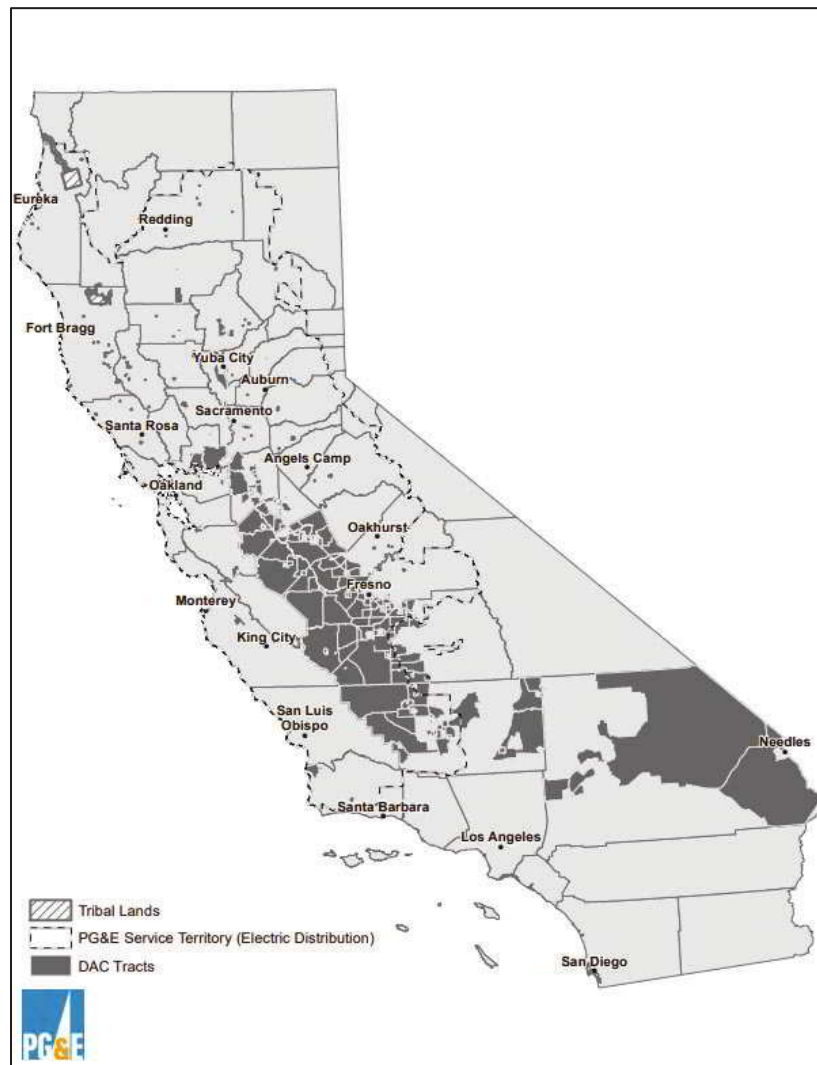 Eureka
Redding
Fort Bragg
Yuba City
Auburn
Sacramento
Santa Rosa
Angels Camp
Oakland
Oakhurst
Fresno
Monterey
King City
San Luis
Obispo
Needles
Santa Barbara
Los Angeles
San Diego
Tribal Lands
PG&E Service Territory (Electric Distribution)
DAC Tracts
PG&E